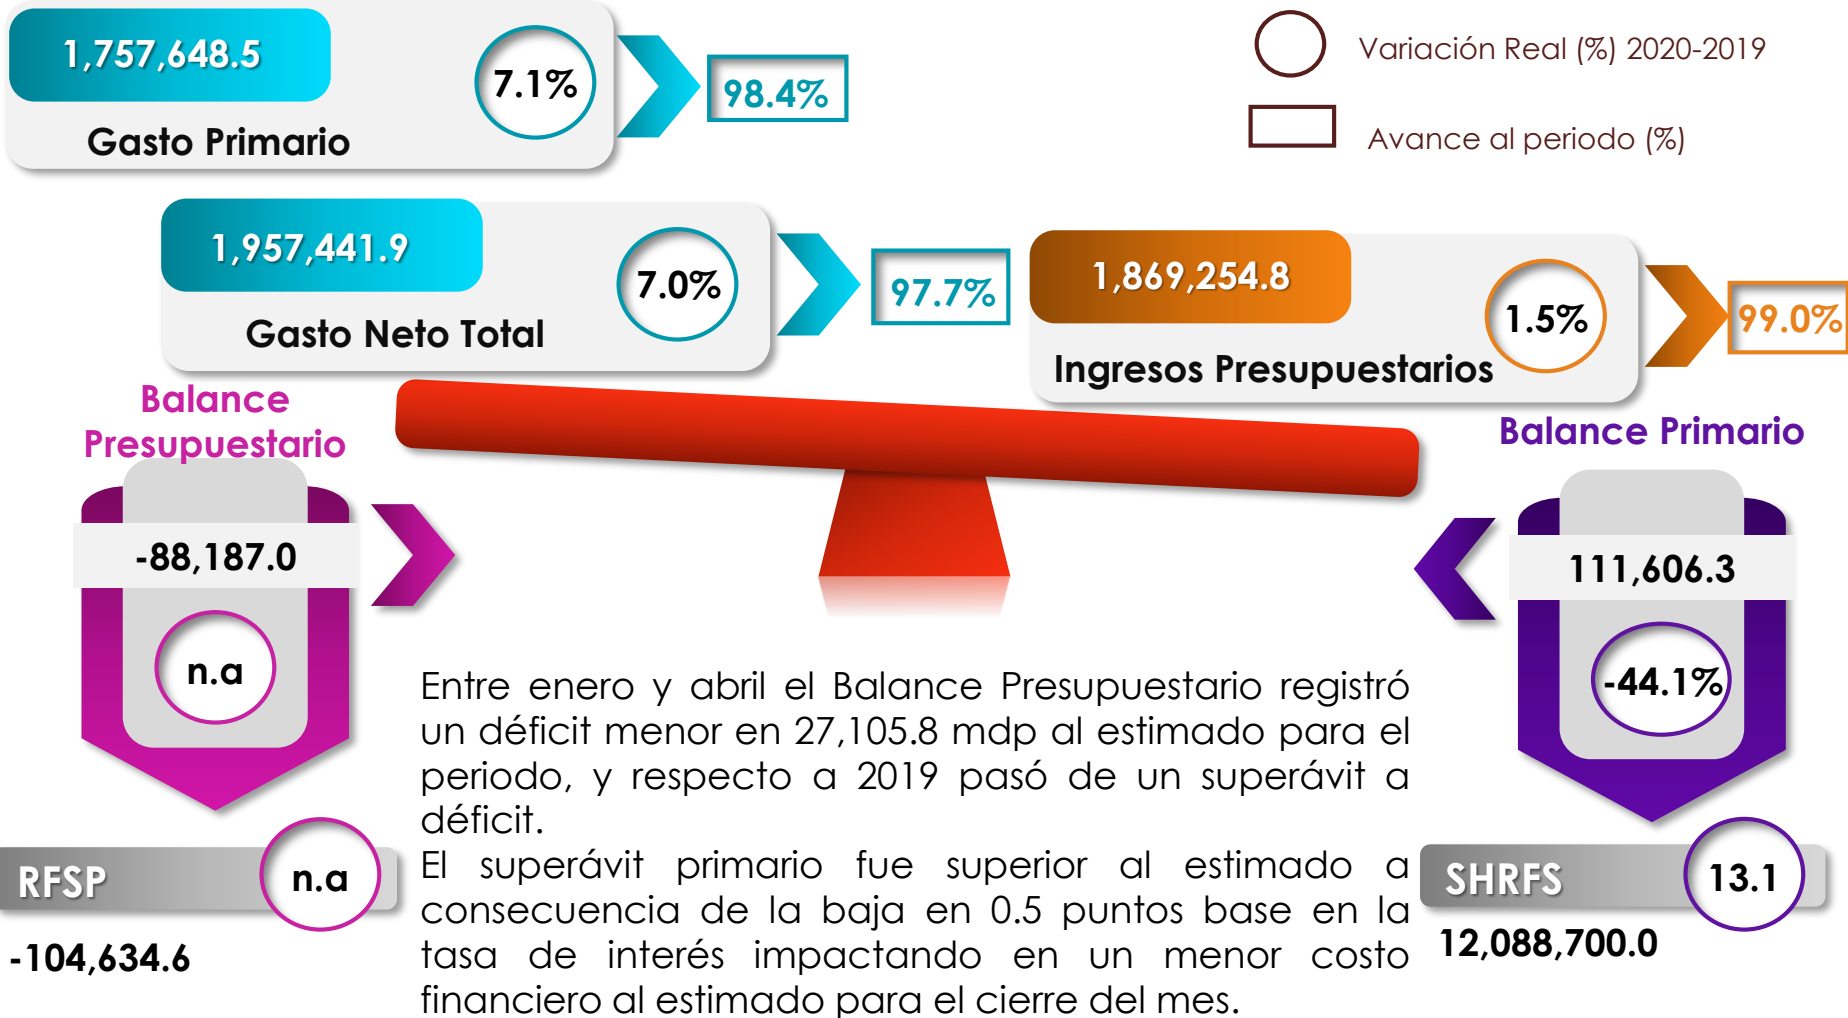 1,757,648.5
7.1%
98.4%
Gasto Primario
Variación Real (%) 2020-2019
Avance al periodo (%)
1,957,441.9
7.0%
97.7%
Gasto Neto Total
1,869,254.8
1.5%
99.0%
Ingresos Presupuestarios
Balance
Presupuestario
-88,187.0
n.a
Balance Primario
111,606.3
-44.1%
Entre enero y abril el Balance Presupuestario registró
un déficit menor en 27,105.8 mdp al estimado para el
periodo, y respecto a 2019 pasó de un superávit a
déficit.
El superávit primario fue superior al estimado a
consecuencia de la baja en 0.5 puntos base en la
tasa de interés impactando en un menor costo
financiero al estimado para el cierre del mes.
RFSP
n.a
-104,634.6
SHRFS
13.1
12,088,700.0